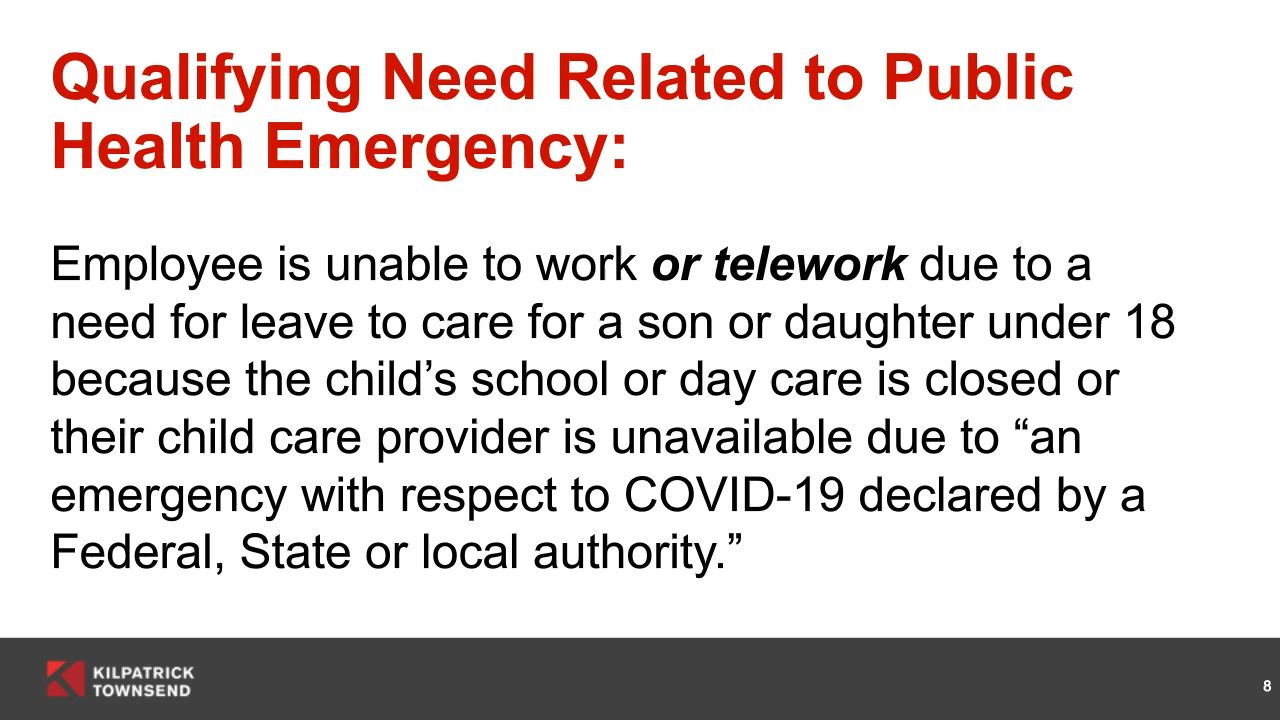 Qualifying Need Related to Public
Health Emergency:
Employee is unable to work or telework due to a
need for leave to care for a son or daughter under 18
because the child’s school or day care is closed or
their child care provider is unavailable due to “an
emergency with respect to COVID-19 declared by a
Federal, State or local authority.”
KILPATRICK
TOWNSEND
8